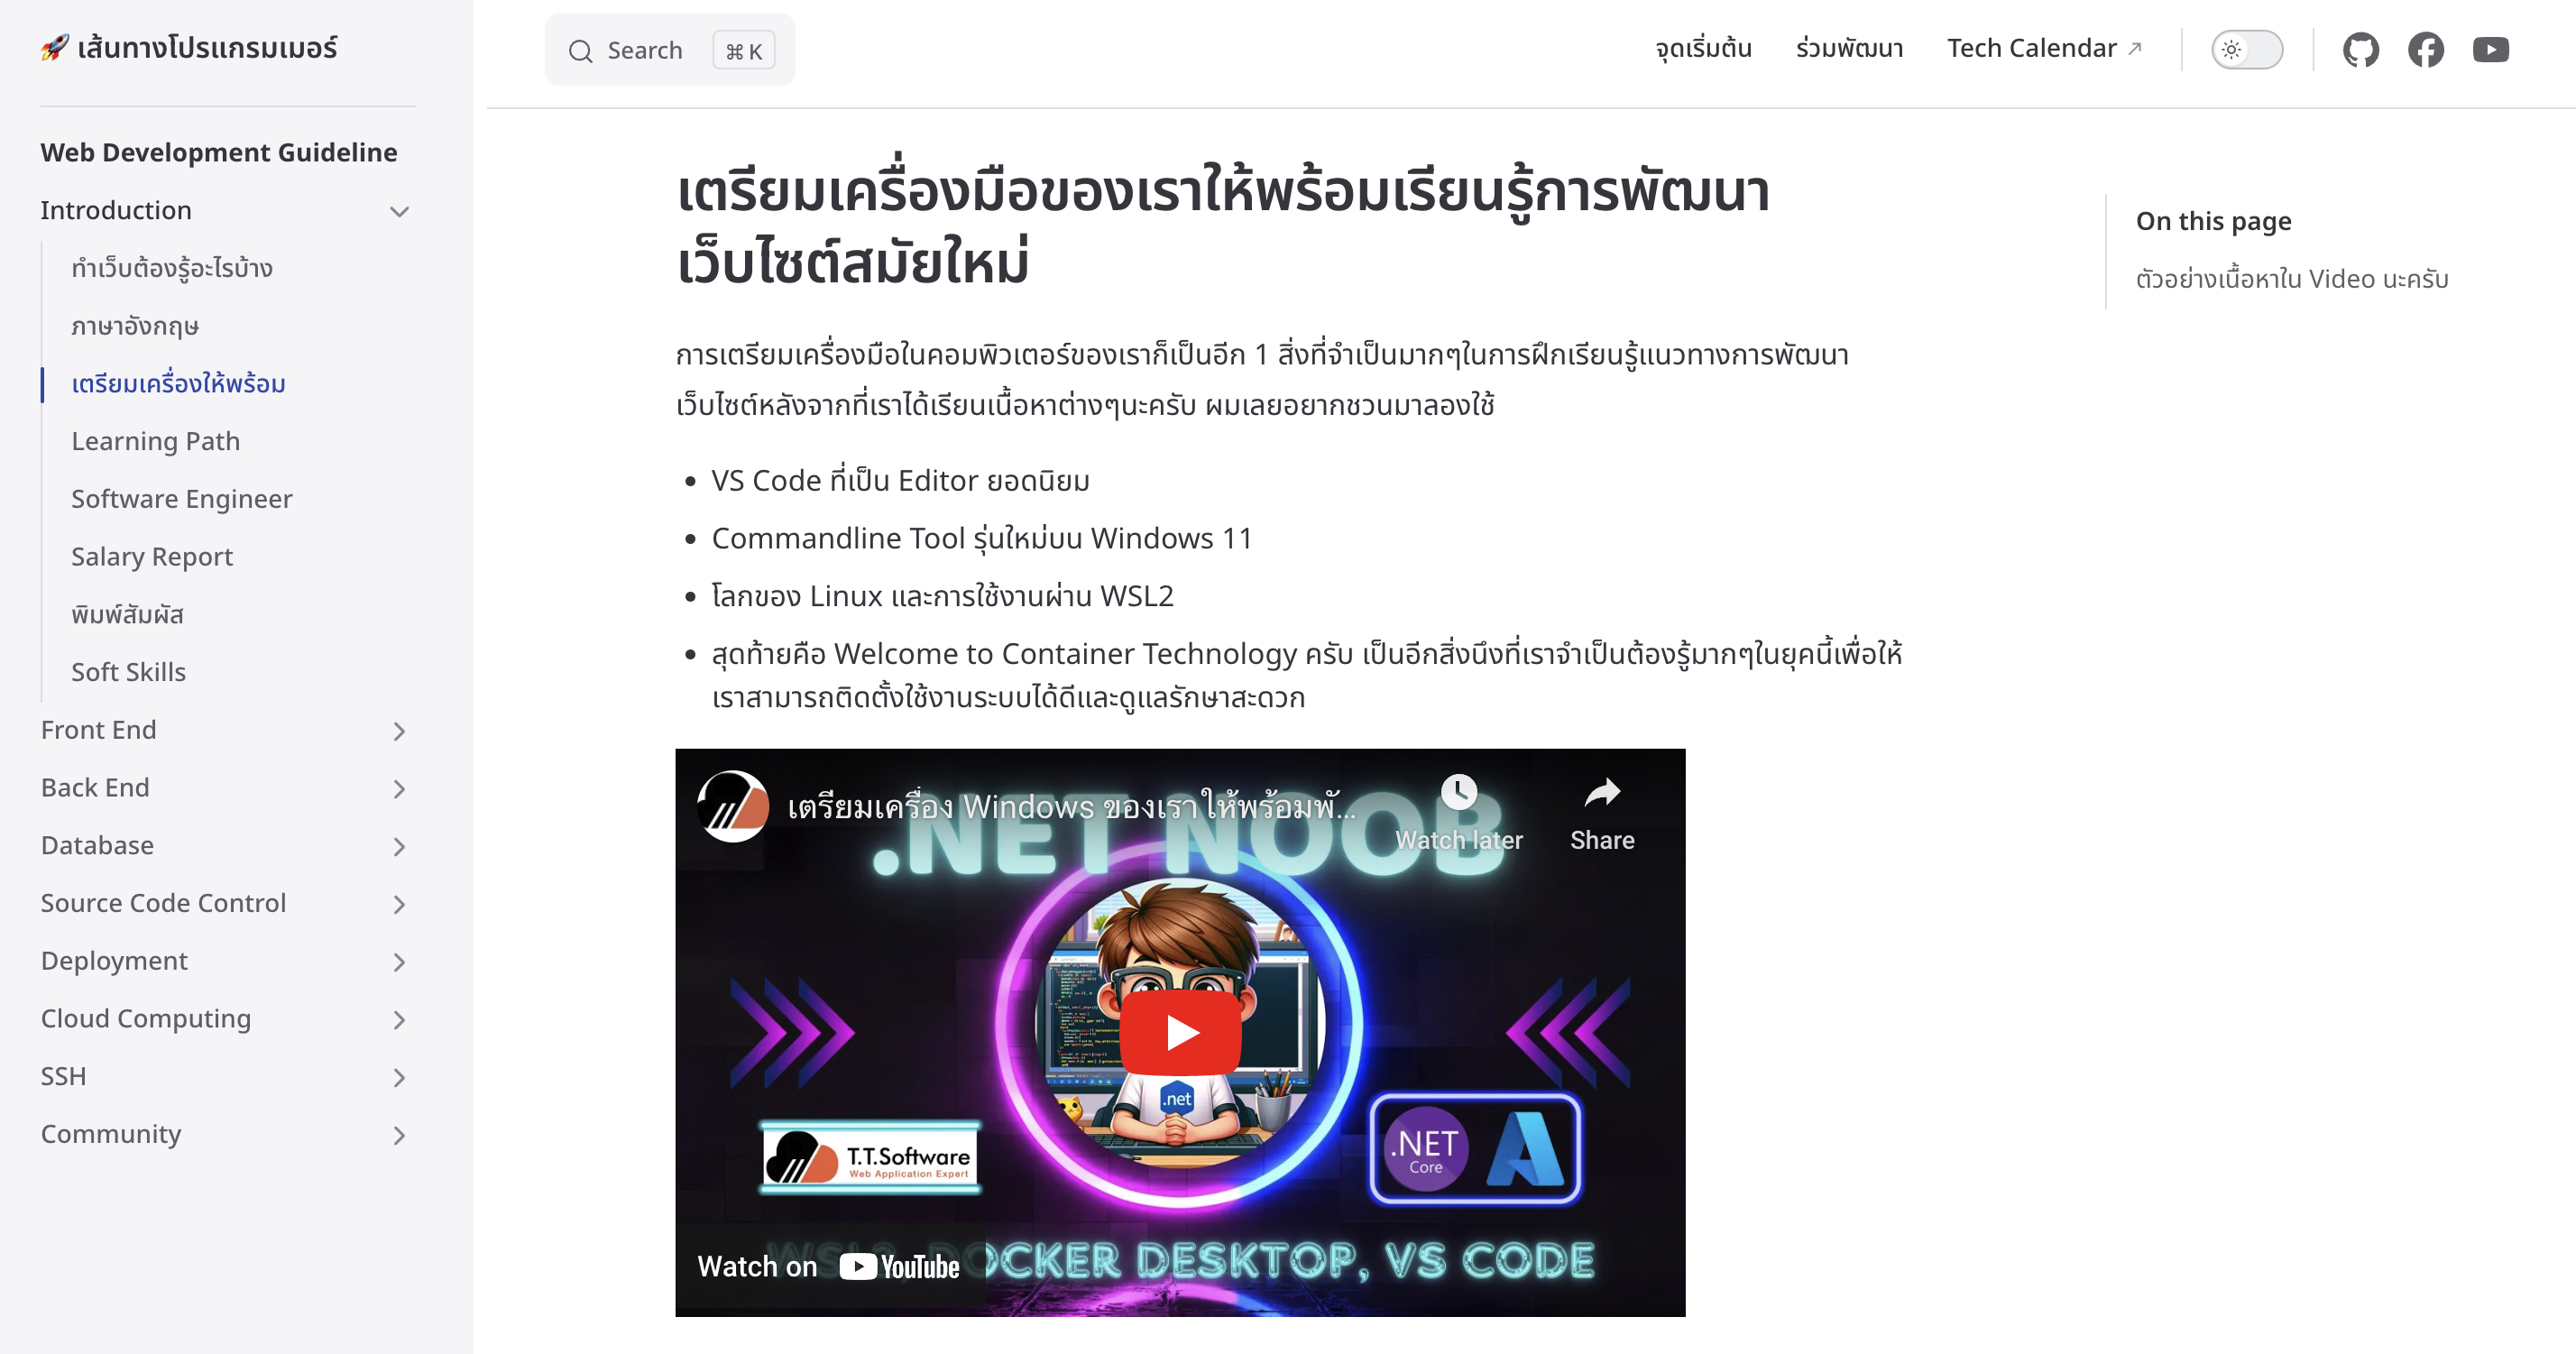 🚀 เส้นทางโปรแกรมเมอร์
Search ⌘ K
จุดเริ่มต้น ร่วมพัฒนา Tech Calendar
Web Development Guideline
Introduction
ทำเว็บต้องรู้อะไรบ้าง
ภาษาอังกฤษ
เตรียมเครื่องให้พร้อม
Learning Path
Software Engineer
Salary Report
พิมพ์สัมผัส
Soft Skills
Front End
Back End
Database
Source Code Control
Deployment
Cloud Computing
SSH
Community
เตรียมเครื่องมือของเราให้พร้อมเรียนรู้การพัฒนา
เว็บไซต์สมัยใหม่
การเตรียมเครื่องมือในคอมพิวเตอร์ของเราก็เป็นอีก 1 สิ่งที่จำเป็นมากๆในการฝึกเรียนรู้แนวทางการพัฒนา
เว็บไซต์หลังจากที่เราได้เรียนเนื้อหาต่างๆนะครับ ผมเลยอยากชวนมาลองใช้
VS Code ที่เป็น Editor ยอดนิยม
Commandline Tool รุ่นใหม่บน Windows 11
โลกของ Linux และการใช้งานผ่าน WSL2
สุดท้ายคือ Welcome to Container Technology ครับ เป็นอีกสิ่งนึงที่เราจำเป็นต้องรู้มากๆในยุคนี้เพื่อให้
เราสามารถติดตั้งใช้งานระบบได้ดีและดูแลรักษาสะดวก
เตรียมเครื่อง Windows ของเรา ให้พร้อมพั...
Watch later
Share
.NET NOOB
.net
T.T.Software
Web Application Expert
.NET
Core
WSL2, DOCKER DESKTOP, VS CODE
Watch on YouTube
On this page
ตัวอย่างเนื้อหาใน Video นะครับ